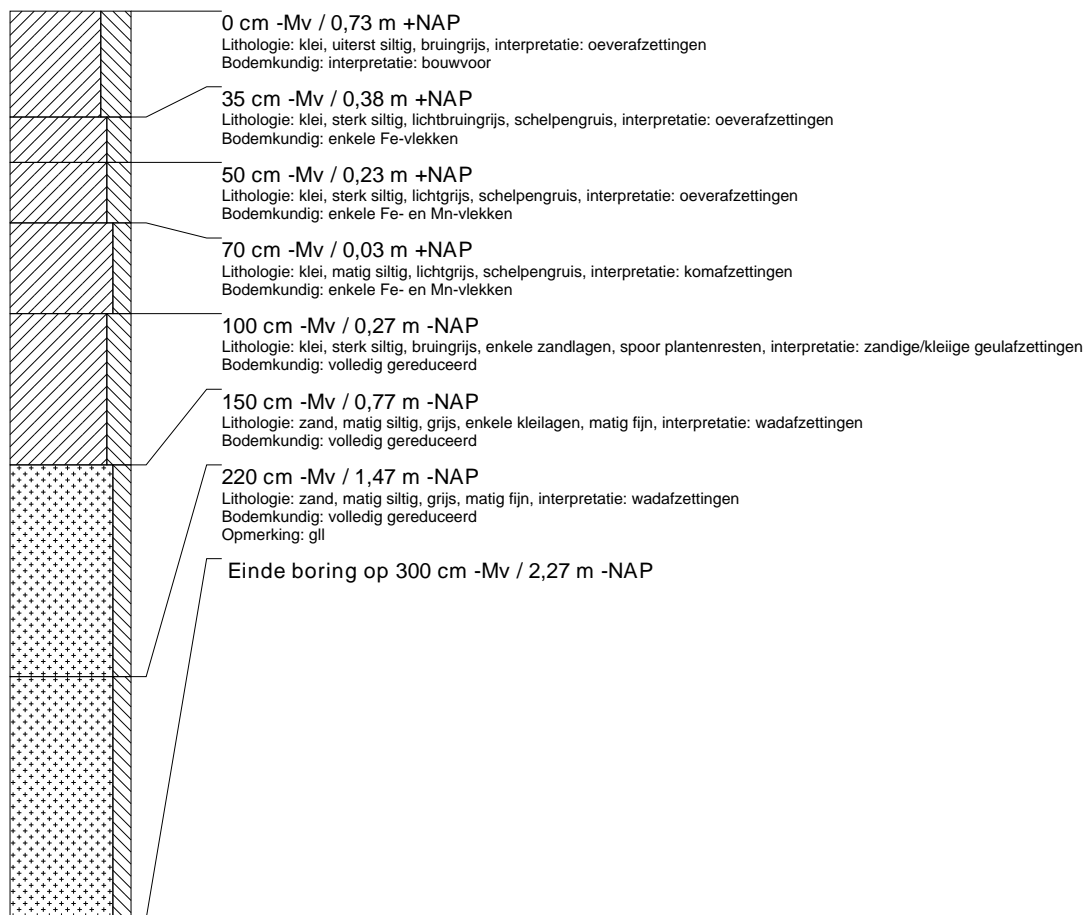 0 cm -Mv / 0,73 m +NAP
Lithologie: klei, uiterst siltig, bruingrijs, interpretatie: oeverafzettingen
Bodemkundig: interpretatie: bouwvoor
35 cm -Mv / 0,38 m +NAP
Lithologie: klei, sterk siltig, lichtbruingrijs, schelpengruis, interpretatie: oeverafzettingen
Bodemkundig: enkele Fe-vlekken
50 cm -Mv / 0,23 m +NAP
Lithologie: klei, sterk siltig, lichtgrijs, schelpengruis, interpretatie: oeverafzettingen
Bodemkundig: enkele Fe- en Mn-vlekken
70 cm -Mv / 0,03 m +NAP
Lithologie: klei, matig siltig, lichtgrijs, schelpengruis, interpretatie: komafzettingen
Bodemkundig: enkele Fe- en Mn-vlekken
100 cm -Mv / 0,27 m -NAP
Lithologie: klei, sterk siltig, bruingrijs, enkele zandlagen, spoor plantenresten, interpretatie: zandige/kleiige geulafzettingen
Bodemkundig: volledig gereduceerd
150 cm -Mv / 0,77 m -NAP
Lithologie: zand, matig siltig, grijs, enkele kleilagen, matig fijn, interpretatie: wadafzettingen
Bodemkundig: volledig gereduceerd
220 cm -Mv / 1,47 m -NAP
Lithologie: zand, matig siltig, grijs, matig fijn, interpretatie: wadafzettingen
Bodemkundig: volledig gereduceerd
Opmerking: gll
Einde boring op 300 cm -Mv / 2,27 m -NAP